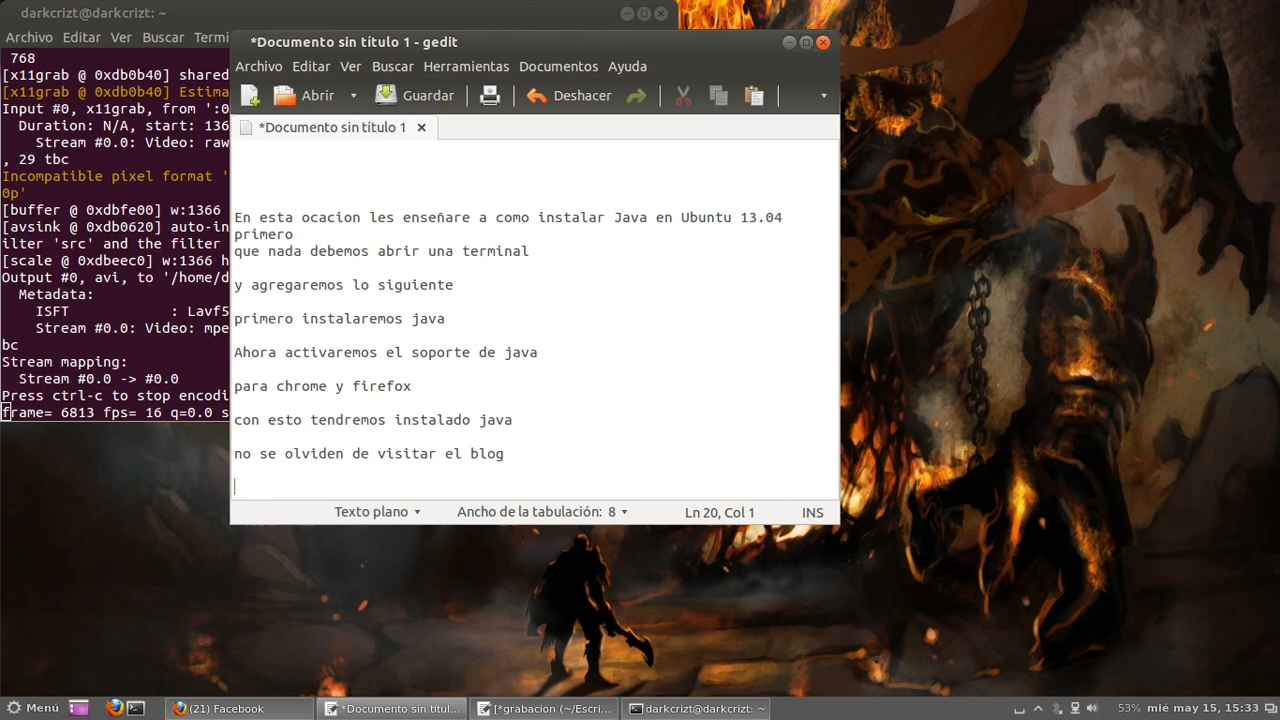 darkcrizt@darkcrizt: ~
Archivo Editar Ver Buscar Termi
768
[x11grab @ 0xdb0b40] shared
[x11grab @ 0xdb0b40] Estima
Input #0, x11grab, from ':0
Duration: N/A, start: 136
Stream #0.0: Video: raw
, 29 tbc
Incompatible pixel format '
0p'
[buffer @ 0xdbfe00] w:1366
[avsink @ 0xdb0620] auto-in
ilter 'src' and the filter
[scale @ 0xdbeec0] w:1366 h
Output #0, avi, to '/home/d
Metadata:
ISFT : Lavf5
Stream #0.0: Video: mpe
bc
Stream mapping:
Stream #0.0 -> #0.0
Press ctrl-c to stop encodi
frame= 6813 fps= 16 q=0.0 s
*Documento sin título 1 - gedit
Archivo Editar Ver Buscar Herramientas Documentos Ayuda
Abrir Guardar Deshacer
*Documento sin título 1
En esta ocacion les enseñare a como instalar Java en Ubuntu 13.04
primero
que nada debemos abrir una terminal
y agregaremos lo siguiente
primero instalaremos java
Ahora activaremos el soporte de java
para chrome y firefox
con esto tendremos instalado java
no se olviden de visitar el blog
Texto plano Ancho de la tabulación: 8 Ln 20, Col 1 INS
Menú (21) Facebook *Documento sin títul... [*grabacion (~/Escri... darkcrizt@darkcrizt: ~ 53% mié may 15, 15:33